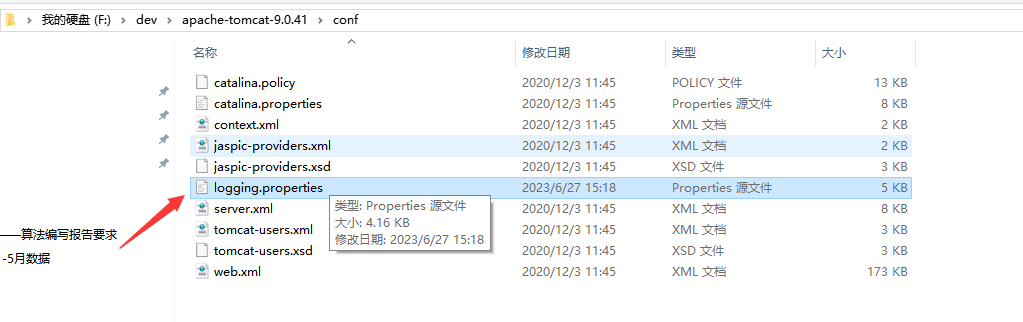 我的硬盘 (F:) > dev > apache-tomcat-9.0.41 > conf
名称 修改日期 类型 大小
catalina.policy 2020/12/3 11:45 POLICY 文件 13 KB
catalina.properties 2020/12/3 11:45 Properties 源文件 8 KB
context.xml 2020/12/3 11:45 XML 文档 2 KB
jaspic-providers.xml 2020/12/3 11:45 XML 文档 2 KB
jaspic-providers.xsd 2020/12/3 11:45 XSD 文件 3 KB
logging.properties 2023/6/27 15:18 Properties 源文件 5 KB
类型: Properties 源文件
大小: 4.16 KB
修改日期: 2023/6/27 15:18
server.xml 2020/12/3 11:45 XML 文档 8 KB
tomcat-users.xml 2020/12/3 11:45 XML 文档 3 KB
tomcat-users.xsd 2020/12/3 11:45 XSD 文件 3 KB
web.xml 2020/12/3 11:45 XML 文档 173 KB
——算法编写报告要求
-5月数据